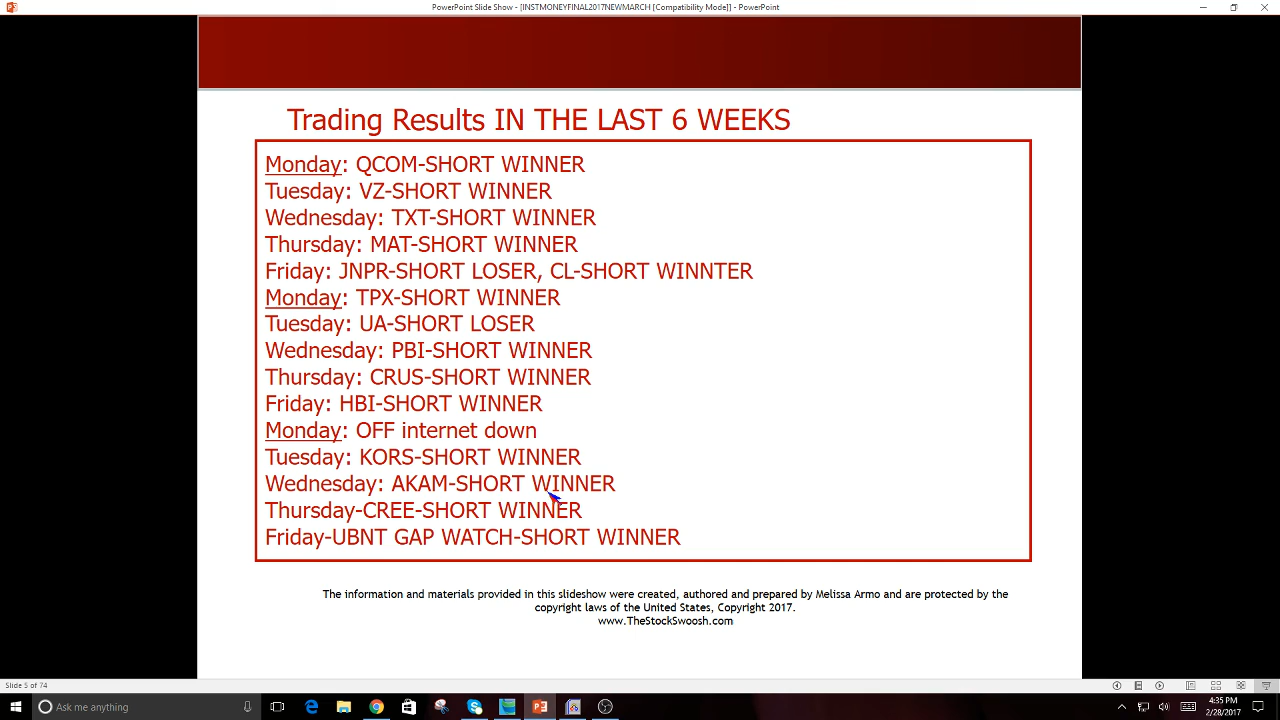 PowerPoint Slide Show - [INSTMONEYFINAL2017NEWMARCH [Compatibility Mode]] - PowerPoint
Trading Results IN THE LAST 6 WEEKS
Monday: QCOM-SHORT WINNER
Tuesday: VZ-SHORT WINNER
Wednesday: TXT-SHORT WINNER
Thursday: MAT-SHORT WINNER
Friday: JNPR-SHORT LOSER, CL-SHORT WINNTER
Monday: TPX-SHORT WINNER
Tuesday: UA-SHORT LOSER
Wednesday: PBI-SHORT WINNER
Thursday: CRUS-SHORT WINNER
Friday: HBI-SHORT WINNER
Monday: OFF internet down
Tuesday: KORS-SHORT WINNER
Wednesday: AKAM-SHORT WINNER
Thursday-CREE-SHORT WINNER
Friday-UBNT GAP WATCH-SHORT WINNER
The information and materials provided in this slideshow were created, authored and prepared by Melissa Armo and are protected by the
copyright laws of the United States, Copyright 2017.
www.TheStockSwoosh.com
Slide 5 of 74
Ask me anything
4:35 PM
2/28/2017